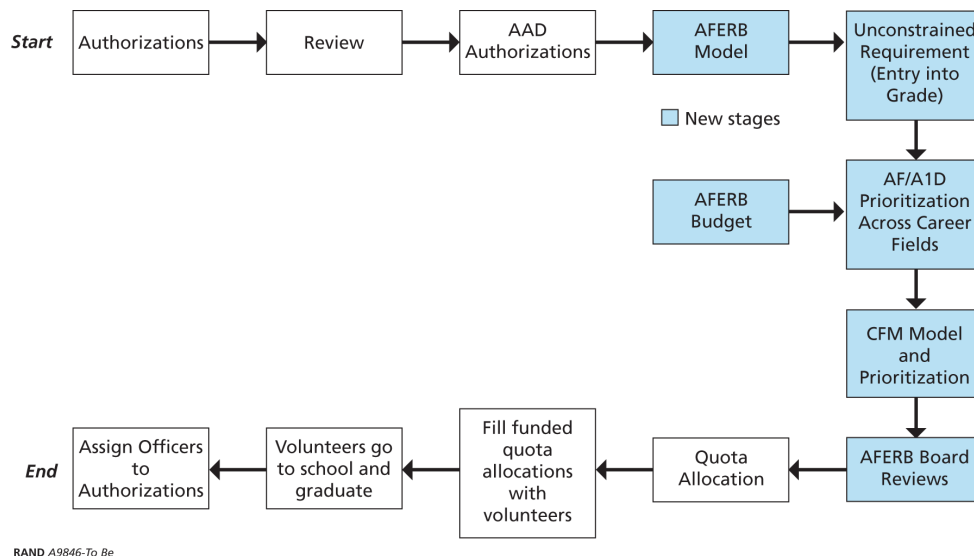 Start
Authorizations
Review
AAD
Authorizations
AFERB
Model
Unconstrained
Requirement
(Entry into
Grade)
New stages
AFERB
Budget
AF/A1D
Prioritization
Across Career
Fields
CFM Model
and
Prioritization
End
Assign Officers
to
Authorizations
Volunteers go
to school and
graduate
Fill funded
quota
allocations
with
volunteers
Quota
Allocation
AFERB Board
Reviews
RAND A9846-To Be